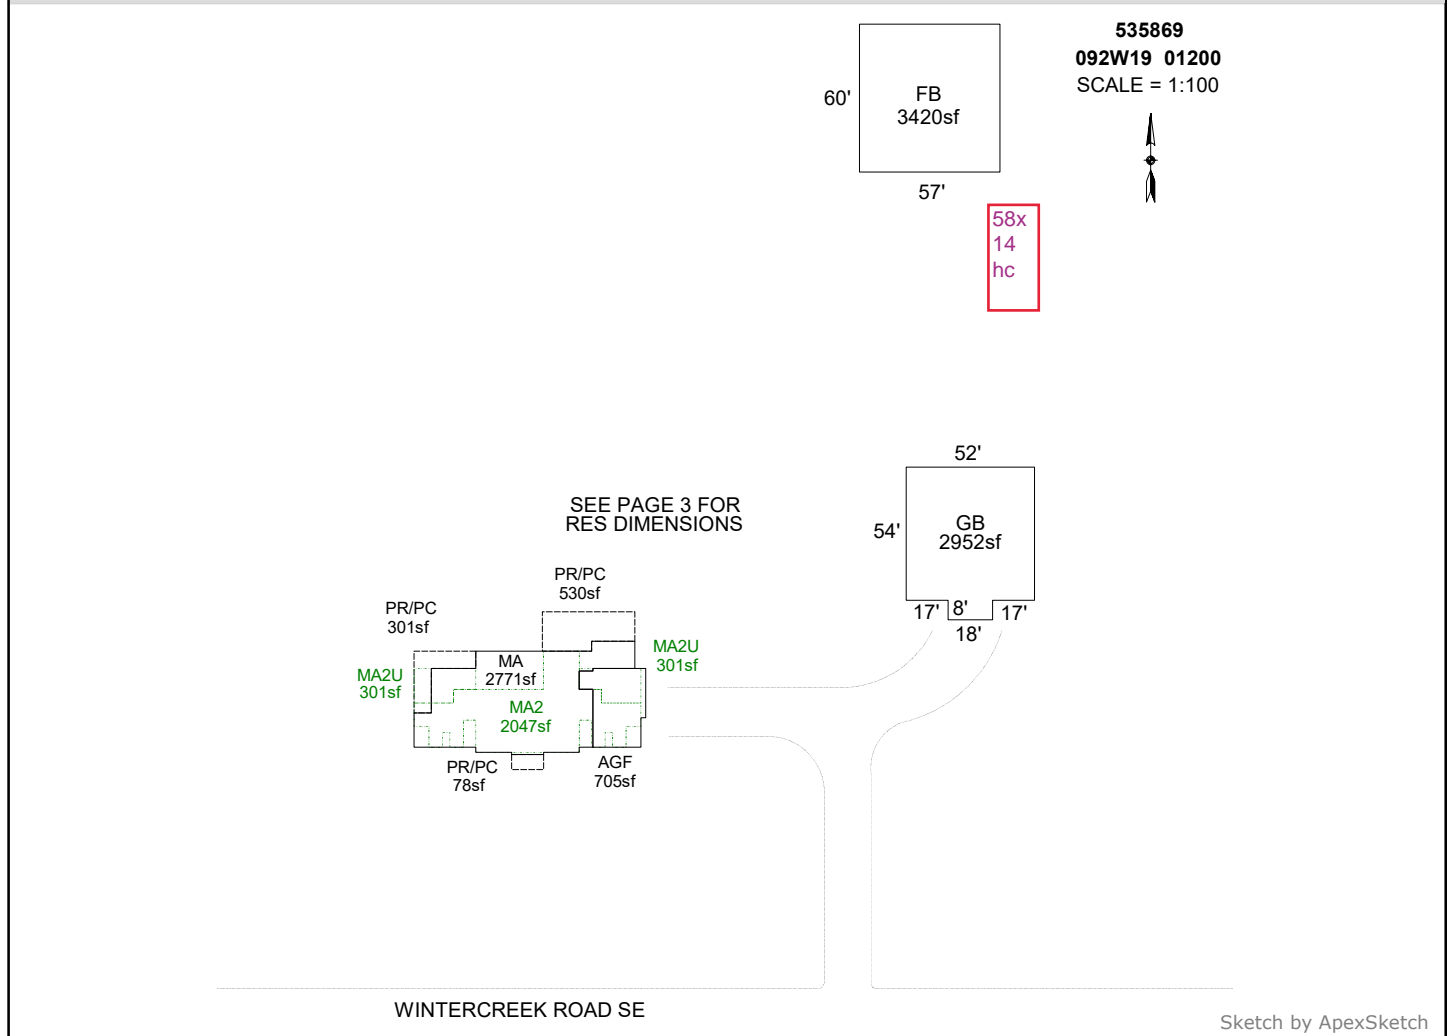 535869
092W19  01200
SCALE = 1:100
60'
FB
3420sf
57'
58x
14
hc
52'
SEE PAGE 3 FOR
RES DIMENSIONS
54'
GB
2952sf
17'
8'
17'
18'
PR/PC
530sf
PR/PC
301sf
MA2U
301sf
MA
2771sf
MA2U
301sf
MA2
2047sf
PR/PC
78sf
AGF
705sf
WINTERCREEK ROAD SE
Sketch by ApexSketch